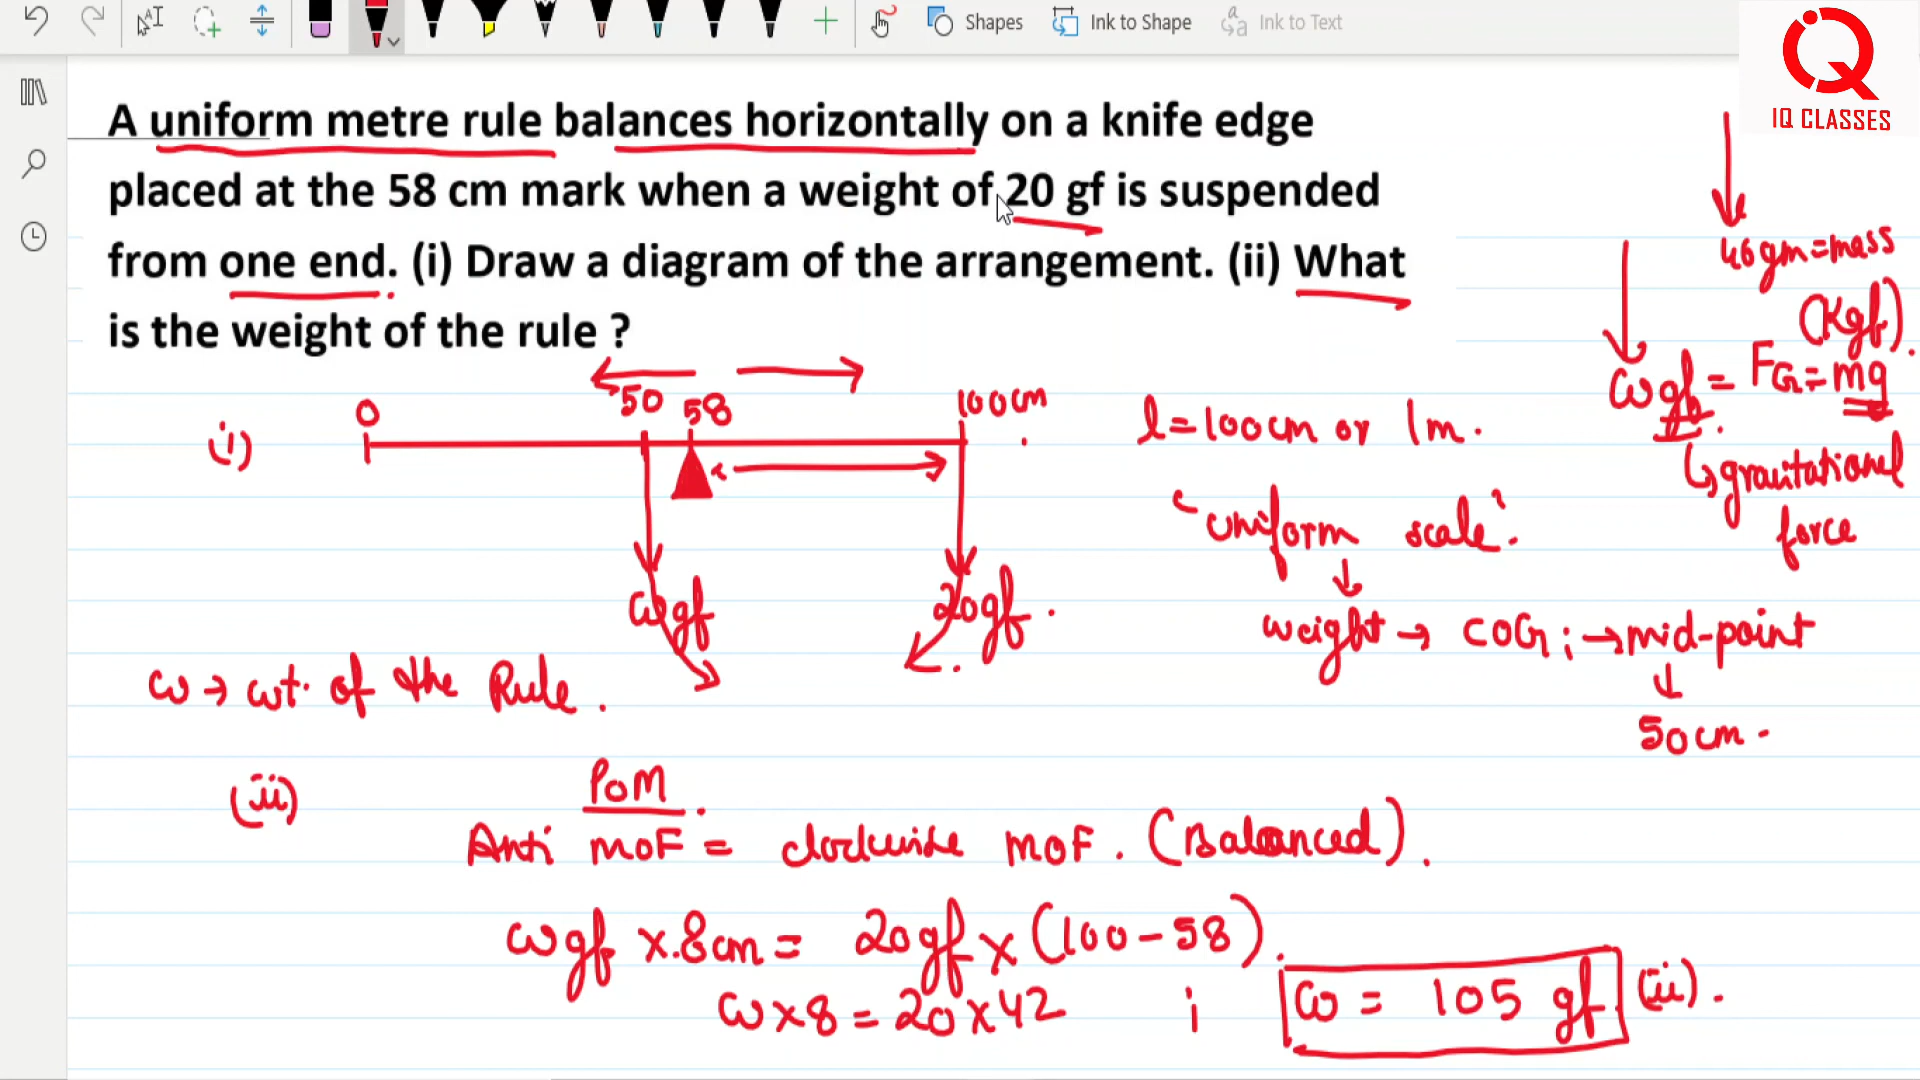 Shapes
Ink to Shape
Ink to Text
IQ CLASSES
A uniform metre rule balances horizontally on a knife edge
placed at the 58 cm mark when a weight of 20 gf is suspended
from one end. (i) Draw a diagram of the arrangement. (ii) What
is the weight of the rule ?
(i)
0
50
58
100cm
wgf
20gf.
l=100cm or 1m.
"uniform scale".
weight → COG; → mid-point
50cm.
gm=mass
(Kgf).
wgf = FG=mg
gravitational
force
w → wt. of the Rule.
(ii)
POM
Anti MOF = clockwise MOF. (Balanced).
wgf x 8cm = 20gf x (100-58).
w x 8 = 20 x 42
w = 105 gf (ii).